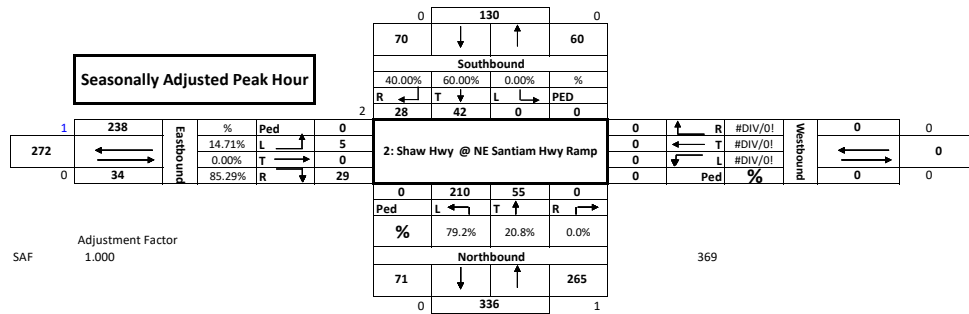 0 130 0
70 60
Southbound
Seasonally Adjusted Peak Hour
40.00% 60.00% 0.00% %
R T L PED
2 28 42 0 0
1 238 Eastbound % Ped 0 2: Shaw Hwy @ NE Santiam Hwy Ramp 0 R #DIV/0! Westbound 0 0
272 14.71% L 5 0 T #DIV/0! 0
0.00% T 0 0 L #DIV/0!
0 34 85.29% R 29 0 Ped % 0 0
0 210 55 0
Ped L T R
% 79.2% 20.8% 0.0%
Adjustment Factor
SAF 1.000
Northbound 369
71 265
0 336 1